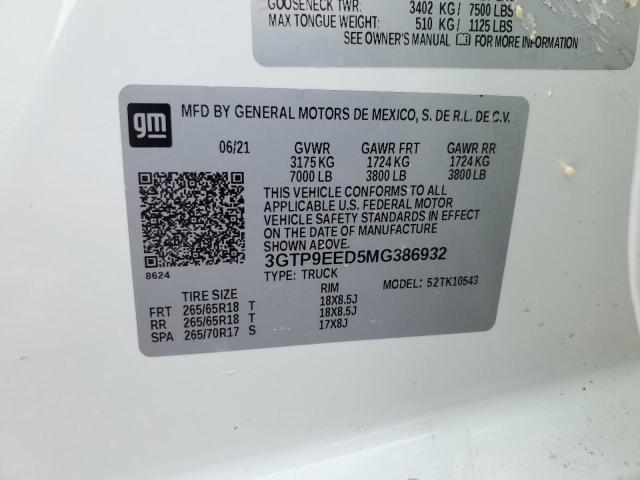 GOOSENECK TWR: 3402 KG/ 7500 LBS
MAX TONGUE WEIGHT: 510 KG/ 1125 LBS
SEE OWNER'S MANUAL FOR MORE INFORMATION
gm
MFD BY GENERAL MOTORS DE MEXICO, S. DE R.L. DE C.V.
06/21 GVWR GAWR FRT GAWR RR
3175 KG 1724 KG 1724 KG
7000 LB 3800 LB 3800 LB
THIS VEHICLE CONFORMS TO ALL
APPLICABLE U.S. FEDERAL MOTOR
VEHICLE SAFETY STANDARDS IN EFFECT
ON THE DATE OF MANUFACTURE
SHOWN ABOVE.
3GTP9EED5MG386932
8624
TYPE: TRUCK MODEL: 52TK10543
TIRE SIZE RIM
FRT 265/65R18 T 18X8.5J
RR 265/65R18 T 18X8.5J
SPA 265/70R17 S 17X8J